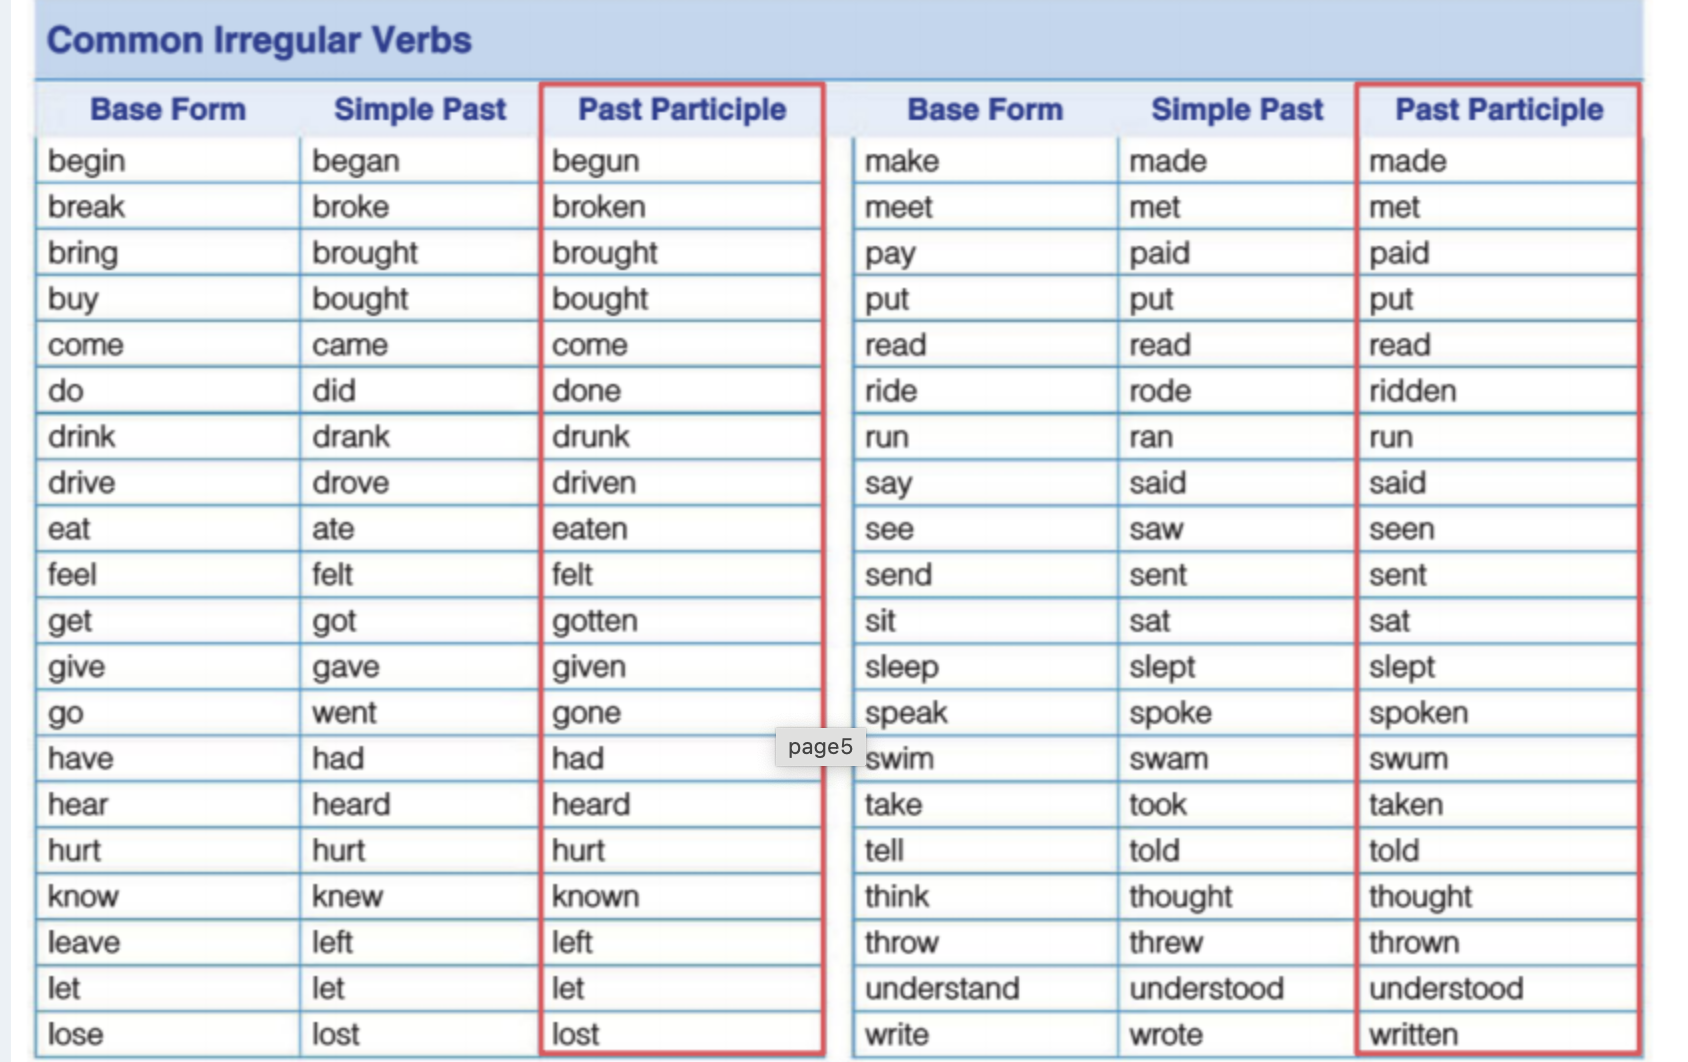 Common Irregular Verbs
Base Form Simple Past Past Participle Base Form Simple Past Past Participle
begin began begun make made made
break broke broken meet met met
bring brought brought pay paid paid
buy bought bought put put put
come came come read read read
do did done ride rode ridden
drink drank drunk run ran run
drive drove driven say said said
eat ate eaten see saw seen
feel felt felt send sent sent
get got gotten sit sat sat
give gave given sleep slept slept
go went gone speak spoke spoken
page5
have had had swim swam swum
hear heard heard take took taken
hurt hurt hurt tell told told
know knew known think thought thought
leave left left throw threw thrown
let let let understand understood understood
lose lost lost write wrote written